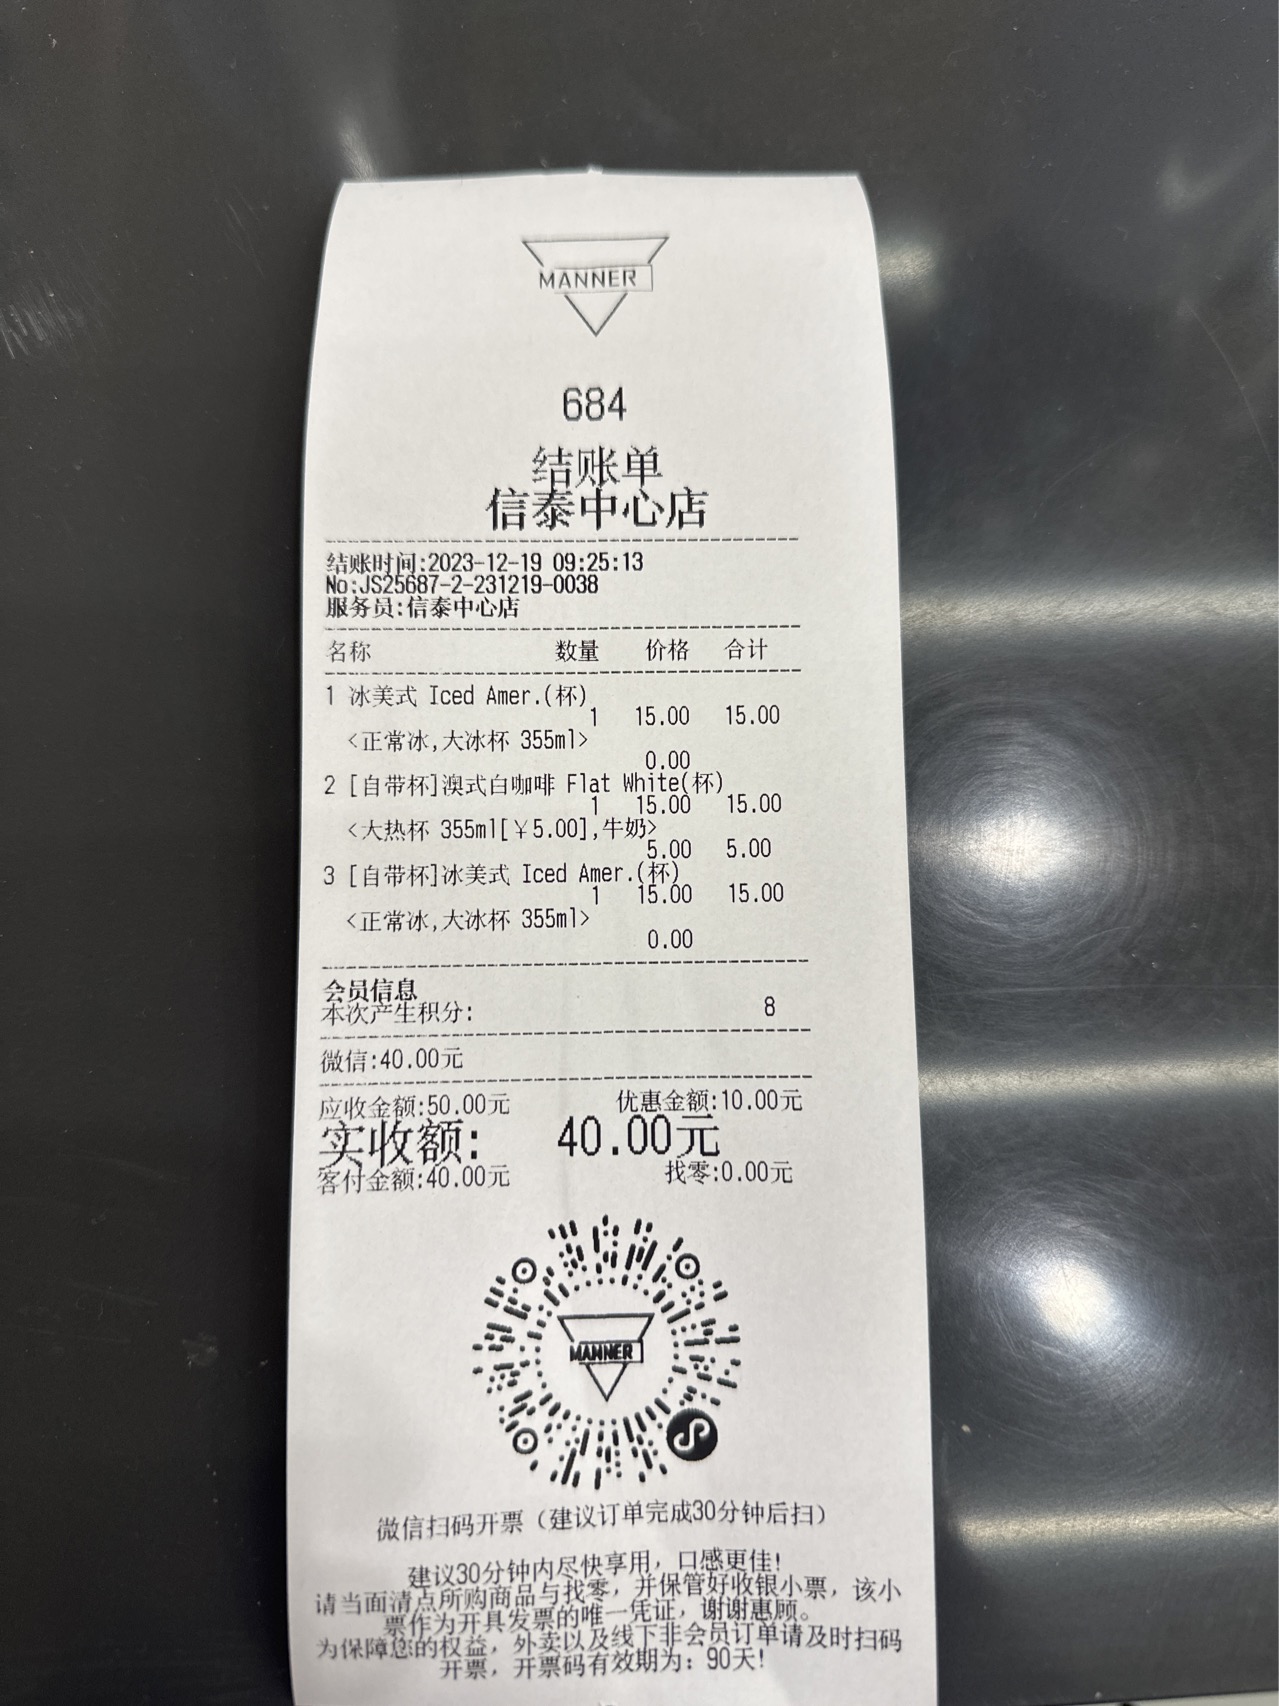 MANNER
684
结账单
信泰中心店
结账时间:2023-12-19 09:25:13
No:JS25687-2-231219-0038
服务员:信泰中心店
名称 数量 价格 合计
1 冰美式 Iced Amer.(杯)
1 15.00 15.00
<正常冰,大冰杯 355ml>
0.00
2 [自带杯]澳式白咖啡 Flat White(杯)
1 15.00 15.00
<大热杯 355ml[￥5.00],牛奶>
5.00 5.00
3 [自带杯]冰美式 Iced Amer.(杯)
1 15.00 15.00
<正常冰,大冰杯 355ml>
0.00
会员信息
本次产生积分: 8
微信:40.00元
应收金额:50.00元 优惠金额:10.00元
实收额: 40.00元
客付金额:40.00元 找零:0.00元
MANNER
微信扫码开票（建议订单完成30分钟后扫）
建议30分钟内尽快享用，口感更佳!
请当面清点所购商品与找零，并保管好收银小票，该小
票作为开具发票的唯一凭证，谢谢惠顾。
为保障您的权益，外卖以及线下非会员订单请及时扫码
开票，开票码有效期为：90天!